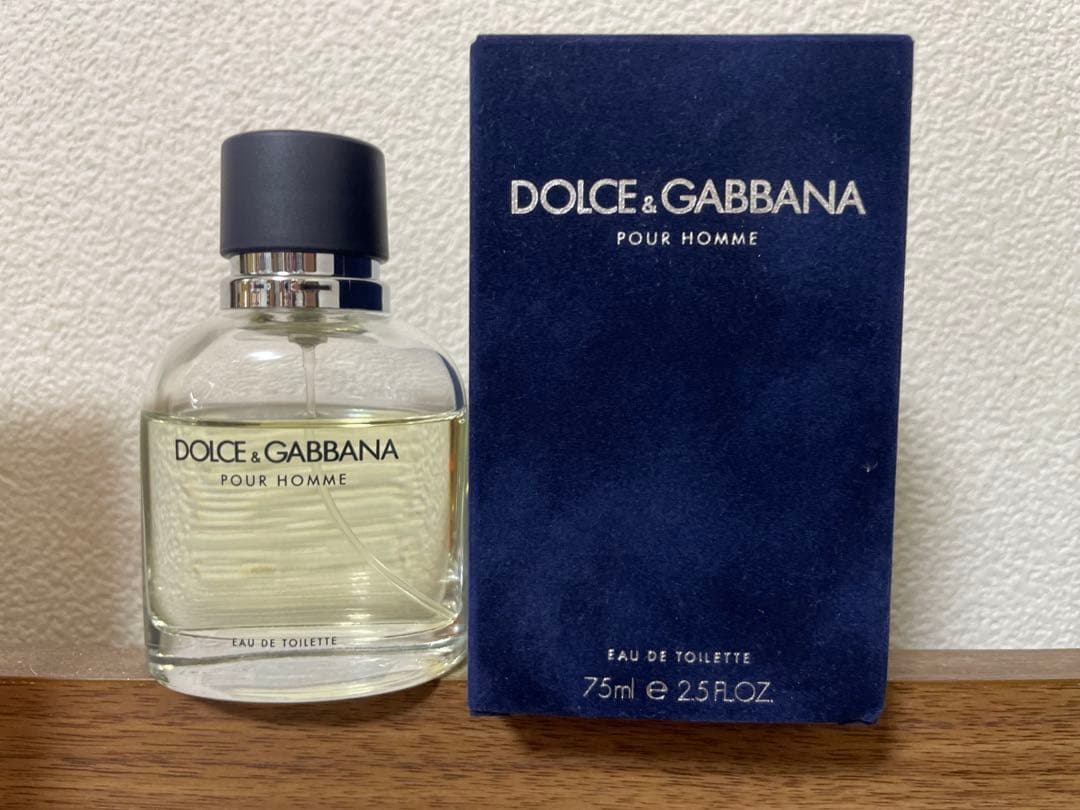 DOLCE & GABBANA
POUR HOMME
EAU DE TOILETTE
DOLCE & GABBANA
POUR HOMME
EAU DE TOILETTE
75ml e 2.5 FL.OZ.